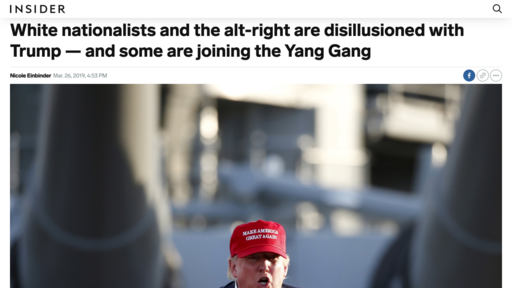 INSIDER
White nationalists and the alt-right are disillusioned with
Trump — and some are joining the Yang Gang
Nicole Einbinder Mar. 26, 2019, 4:53 PM
MAKE AMERICA
GREAT AGAIN